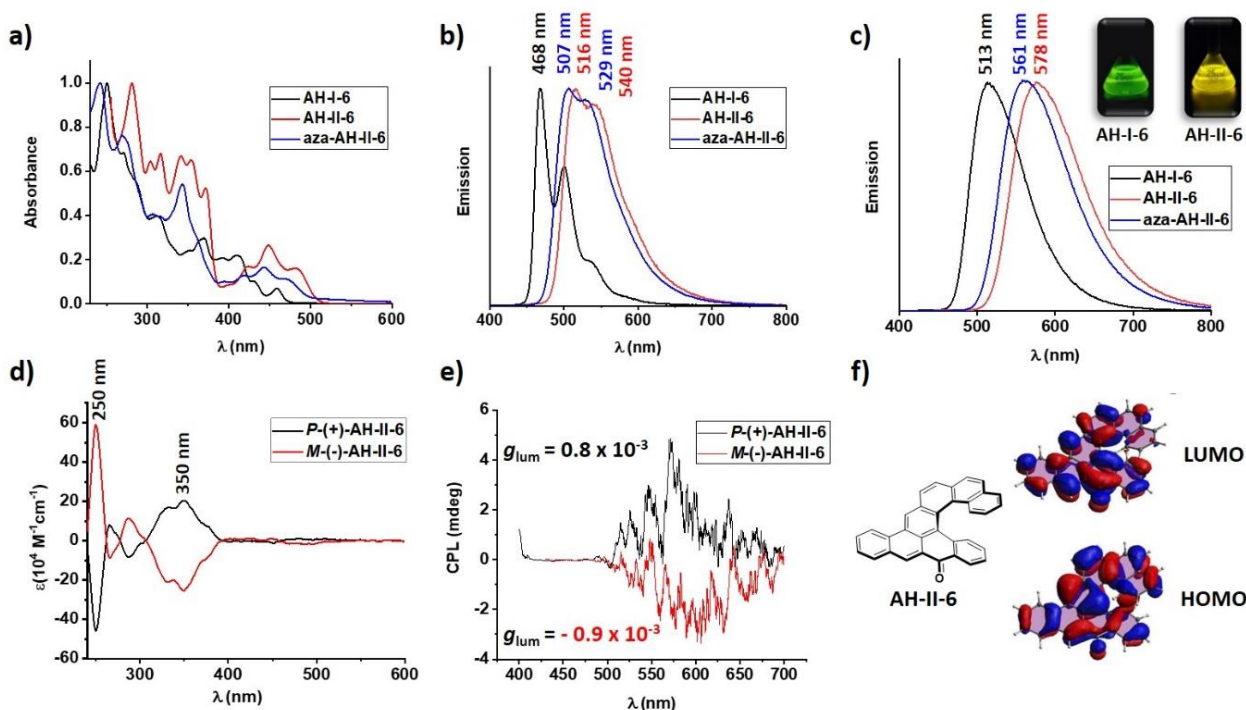 a)
1.0
0.8
0.6
0.4
0.2
0.0
Absorbance
300
400
500
600
λ (nm)
AH-I-6
AH-II-6
aza-AH-II-6
b)
468 nm
507 nm
516 nm
529 nm
540 nm
Emission
400
500
600
700
800
λ (nm)
AH-I-6
AH-II-6
aza-AH-II-6
c)
513 nm
561 nm
578 nm
Emission
400
500
600
700
800
λ (nm)
AH-I-6
AH-II-6
AH-I-6
AH-II-6
aza-AH-II-6
d)
250 nm
350 nm
60
40
20
0
-20
-40
-60
ε(10⁴ M⁻¹cm⁻¹)
300
400
500
600
λ (nm)
P-(+)-AH-II-6
M-(-)-AH-II-6
e)
6
4
2
0
-2
-4
CPL (mdeg)
400
450
500
550
600
650
700
λ (nm)
P-(+)-AH-II-6
M-(-)-AH-II-6
glum = 0.8 x 10⁻³
glum = - 0.9 x 10⁻³
f)
O
AH-II-6
LUMO
HOMO